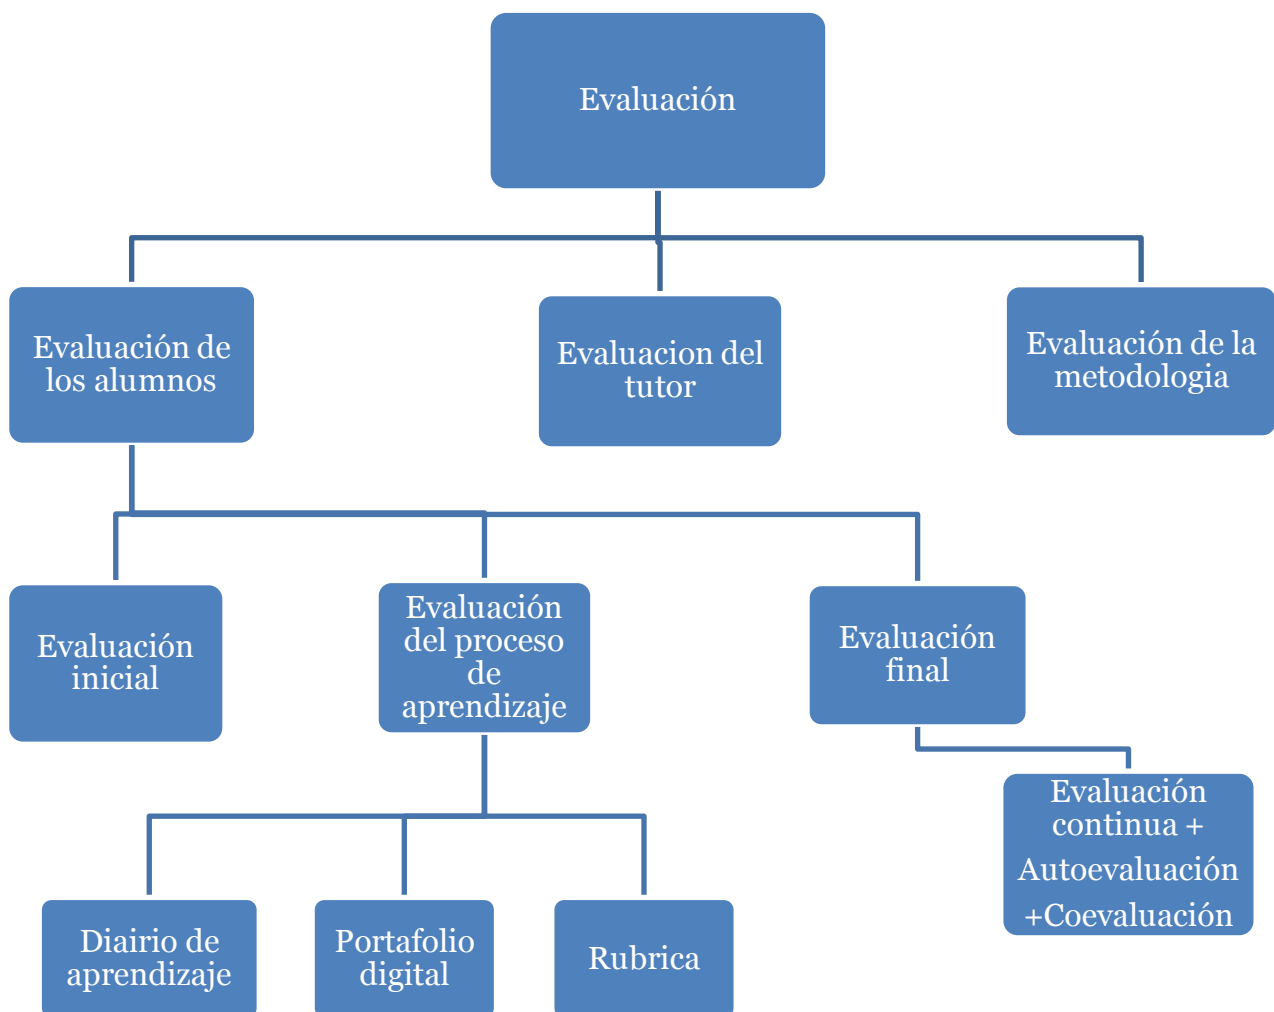 Evaluación
Evaluación de
los alumnos
Evaluacion del
tutor
Evaluación de la
metodologia
Evaluación
inicial
Evaluación
del proceso
de
aprendizaje
Evaluación
final
Evaluación
continua +
Autoevaluación
+Coevaluación
Diairio de
aprendizaje
Portafolio
digital
Rubrica